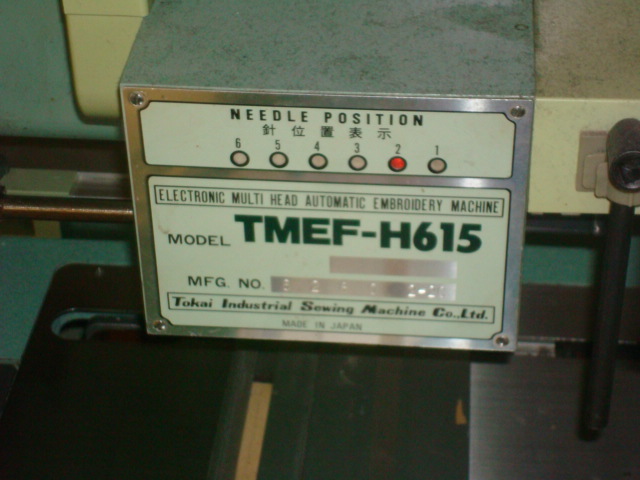 NEEDLE POSITION
針位置表示
6 5 4 3 2 1
ELECTRONIC MULTI HEAD AUTOMATIC EMBROIDERY MACHINE
MODEL TMEF-H615
MFG. NO.
Tokai Industrial Sewing Machine Co.,Ltd.
MADE IN JAPAN